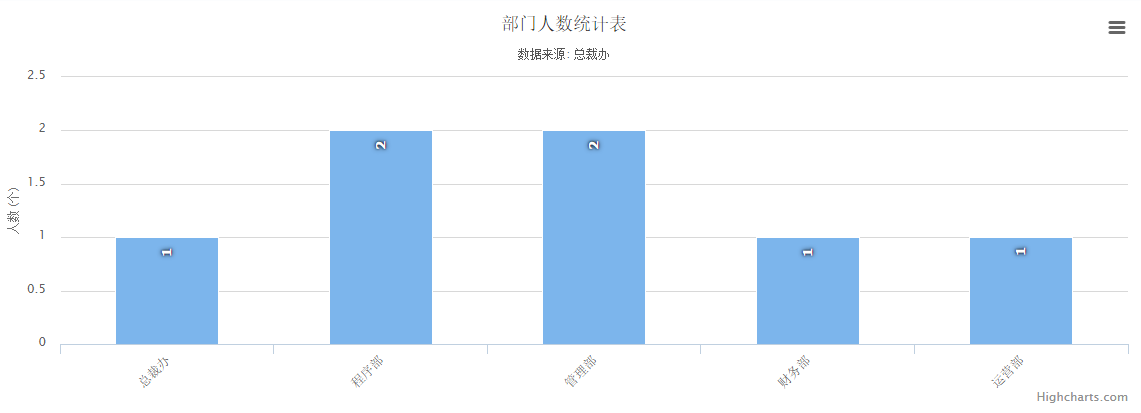 部门人数统计表
数据来源: 总裁办
人数 (个)
2.5
2
1.5
1
0.5
0
1
2
2
1
1
总裁办
程序部
管理部
财务部
运营部
Highcharts.com